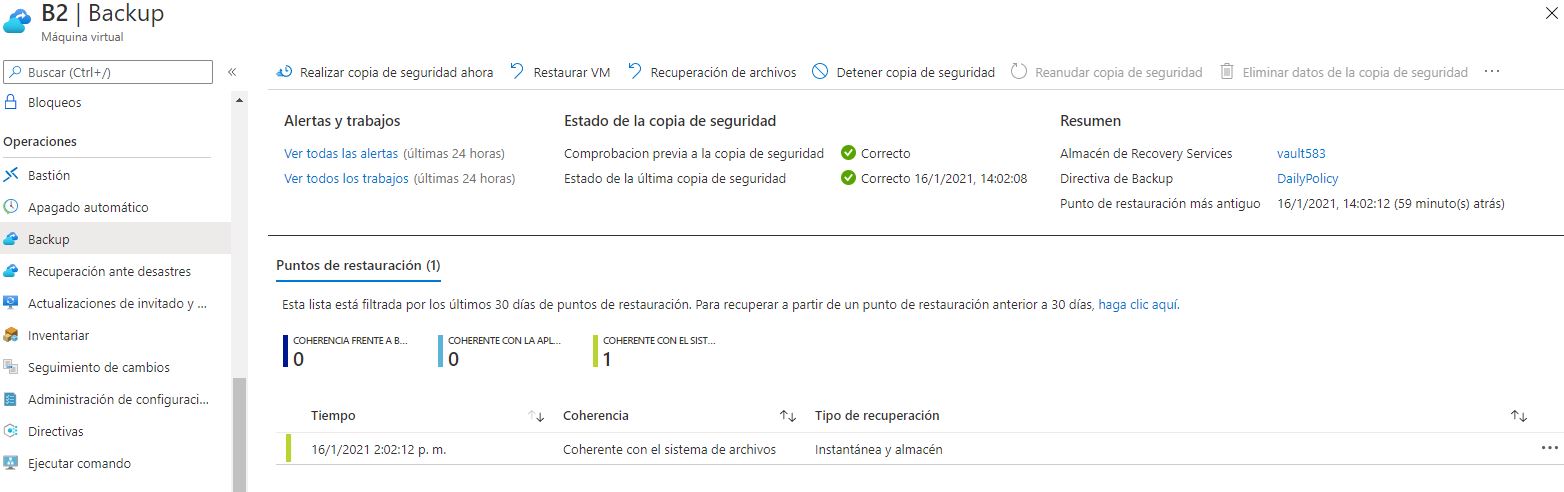 B2 | Backup
Máquina virtual
Buscar (Ctrl+/)
«
Bloqueos
Operaciones
Bastión
Apagado automático
Backup
Recuperación ante desastres
Actualizaciones de invitado y ...
Inventariar
Seguimiento de cambios
Administración de configuraci...
Directivas
Ejecutar comando
Realizar copia de seguridad ahora Restaurar VM Recuperación de archivos Detener copia de seguridad Reanudar copia de seguridad Eliminar datos de la copia de seguridad ...
Alertas y trabajos
Ver todas las alertas (últimas 24 horas)
Ver todos los trabajos (últimas 24 horas)
Estado de la copia de seguridad
Comprobacion previa a la copia de seguridad Correcto
Estado de la última copia de seguridad Correcto 16/1/2021, 14:02:08
Resumen
Almacén de Recovery Services vault583
Directiva de Backup DailyPolicy
Punto de restauración más antiguo 16/1/2021, 14:02:12 (59 minuto(s) atrás)
Puntos de restauración (1)
Esta lista está filtrada por los últimos 30 días de puntos de restauración. Para recuperar a partir de un punto de restauración anterior a 30 días, haga clic aquí.
COHERENCIA FRENTE A B...
0
COHERENTE CON LA APL...
0
COHERENTE CON EL SIST...
1
Tiempo Coherencia Tipo de recuperación
16/1/2021 2:02:12 p. m. Coherente con el sistema de archivos Instantánea y almacén ...